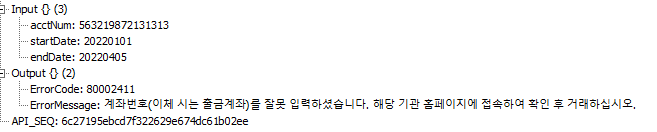 Input {} (3)
acctNum: 563219872131313
startDate: 20220101
endDate: 20220405
Output {} (2)
ErrorCode: 80002411
ErrorMessage: 계좌번호(이체 시는 출금계좌)를 잘못 입력하셨습니다. 해당 기관 홈페이지에 접속하여 확인 후 거래하십시오.
API_SEQ: 6c27195ebcd7f322629e674dc61b02ee